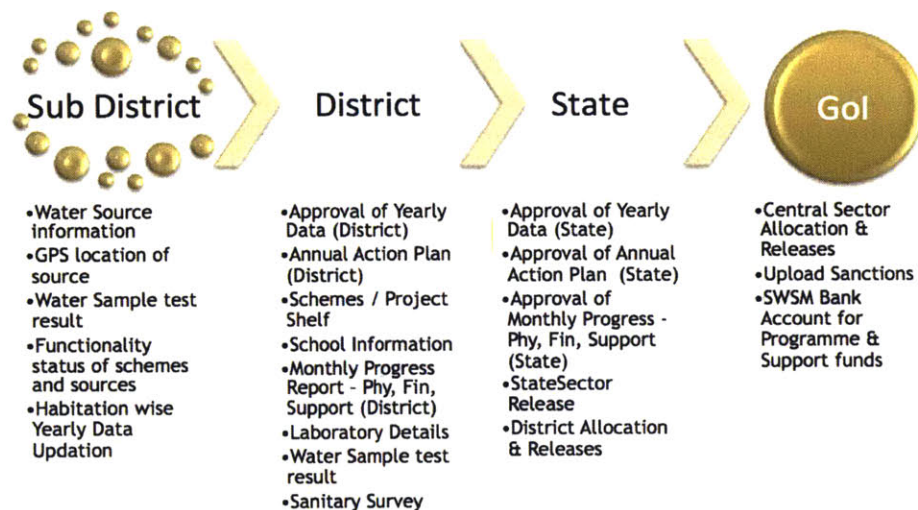 Sub District
District
State
GoI
•Water Source
information
•GPS location of
source
•Water Sample test
result
•Functionality
status of schemes
and sources
•Habitation wise
Yearly Data
Updation
•Approval of Yearly
Data (District)
•Annual Action Plan
(District)
•Schemes / Project
Shelf
•School Information
•Monthly Progress
Report - Phy, Fin,
Support (District)
•Laboratory Details
•Water Sample test
result
•Sanitary Survey
•Approval of Yearly
Data (State)
•Approval of Annual
Action Plan (State)
•Approval of
Monthly Progress -
Phy, Fin, Support
(State)
•StateSector
Release
•District Allocation
& Releases
•Central Sector
Allocation &
Releases
•Upload Sanctions
•SWSM Bank
Account for
Programme &
Support funds